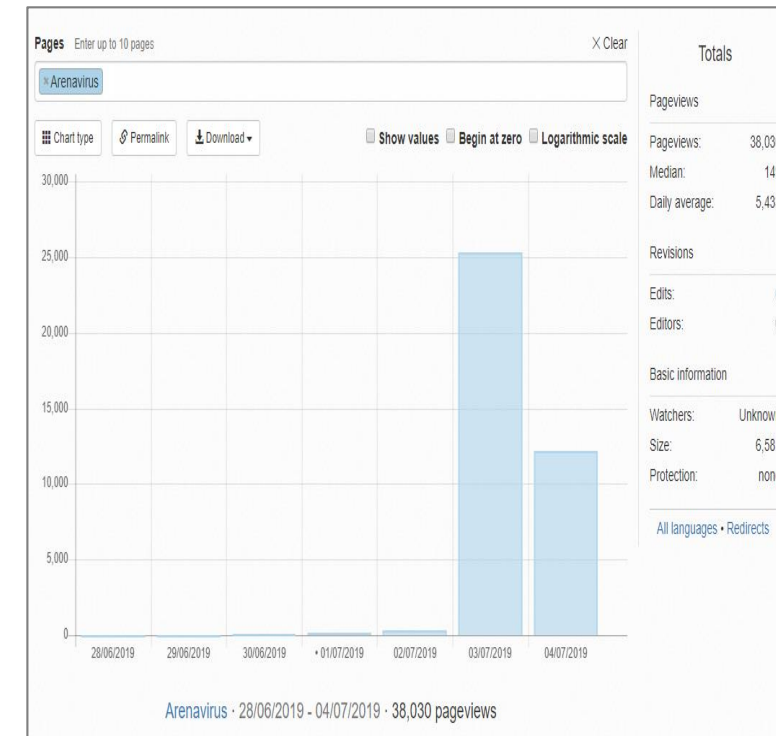 Pages Enter up to 10 pages × Clear
× Arenavirus
Chart type Permalink Download Show values Begin at zero Logarithmic scale
30,000
25,000
20,000
15,000
10,000
5,000
0
28/06/2019 29/06/2019 30/06/2019 • 01/07/2019 02/07/2019 03/07/2019 04/07/2019
Arenavirus · 28/06/2019 - 04/07/2019 · 38,030 pageviews
Totals
Pageviews
Pageviews:
Median:
Daily average:
Revisions
Edits:
Editors:
Basic information
Watchers:
Size:
Protection:
All languages • Redirects